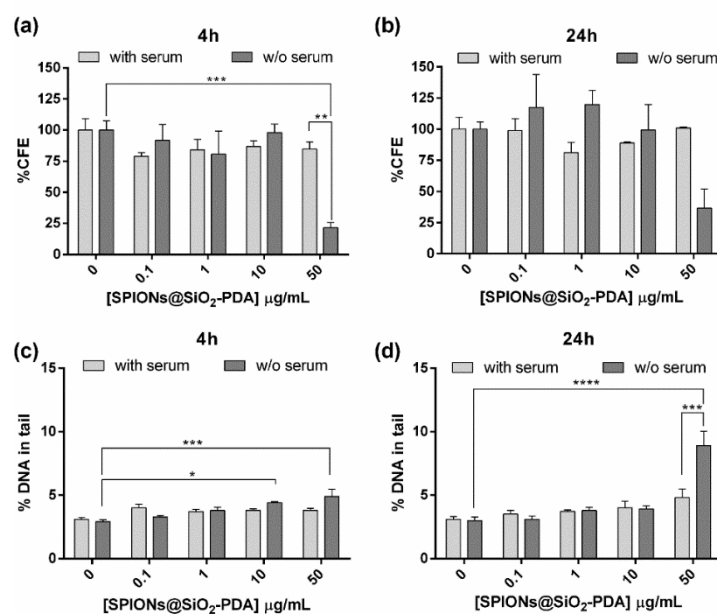 (a)
4h
with serum
w/o serum
***
**
%CFE
150
125
100
75
50
25
0
0
0.1
1
10
50
[SPIONs@SiO2-PDA] µg/mL
(b)
24h
with serum
w/o serum
%CFE
150
125
100
75
50
25
0
0
0.1
1
10
50
[SPIONs@SiO2-PDA] µg/mL
(c)
4h
with serum
w/o serum
***
*
% DNA in tail
15
10
5
0
0
0.1
1
10
50
[SPIONs@SiO2-PDA] µg/mL
(d)
24h
with serum
w/o serum
****
***
% DNA in tail
15
10
5
0
0
0.1
1
10
50
[SPIONs@SiO2-PDA] µg/mL